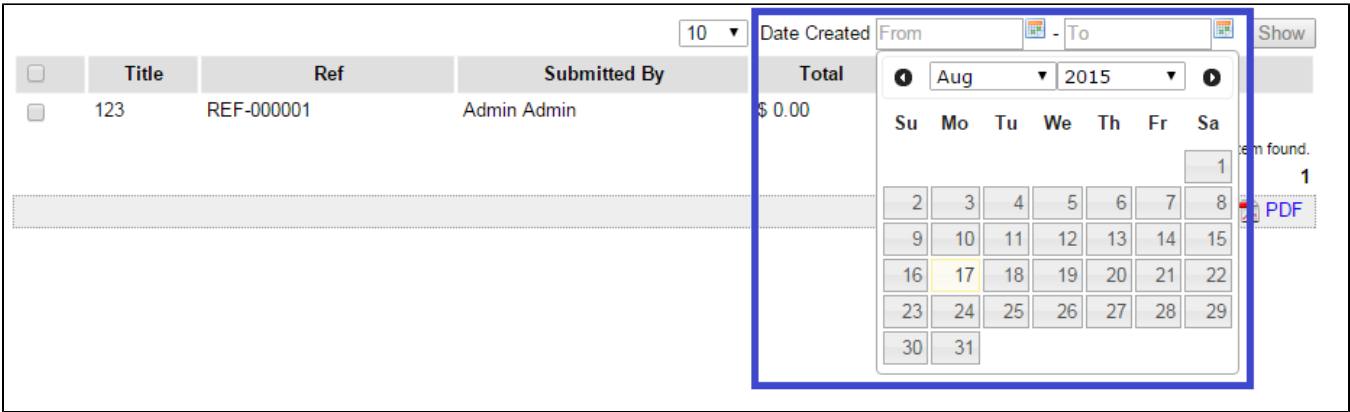 10 Date Created From - To Show
Title Ref Submitted By Total
123 REF-000001 Admin Admin $ 0.00
Aug 2015
Su Mo Tu We Th Fr Sa
found.
1
1
2 3 4 5 6 7 8
PDF
9 10 11 12 13 14 15
16 17 18 19 20 21 22
23 24 25 26 27 28 29
30 31